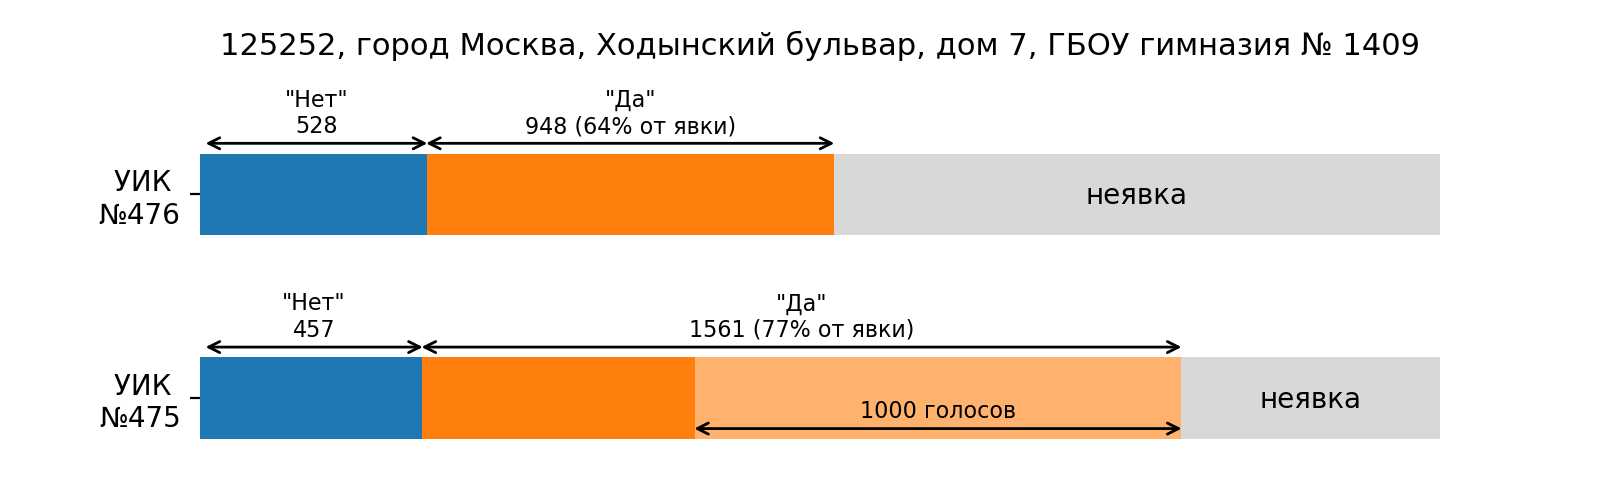 125252, город Москва, Ходынский бульвар, дом 7, ГБОУ гимназия № 1409
"Нет"
528
"Да"
948 (64% от явки)
УИК
№476
неявка
"Нет"
457
"Да"
1561 (77% от явки)
УИК
№475
1000 голосов
неявка